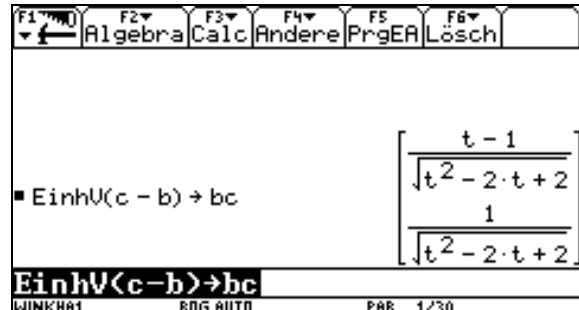 F1 F2 Algebra F3 Calc F4 Andere F5 PrgEA F6 Lösch
t - 1
√t² - 2·t + 2
■ EinhV(c - b) → bc
1
√t² - 2·t + 2
EinhV(c-b)→bc
WINKHA1 BOG AUTO PAR 1/30